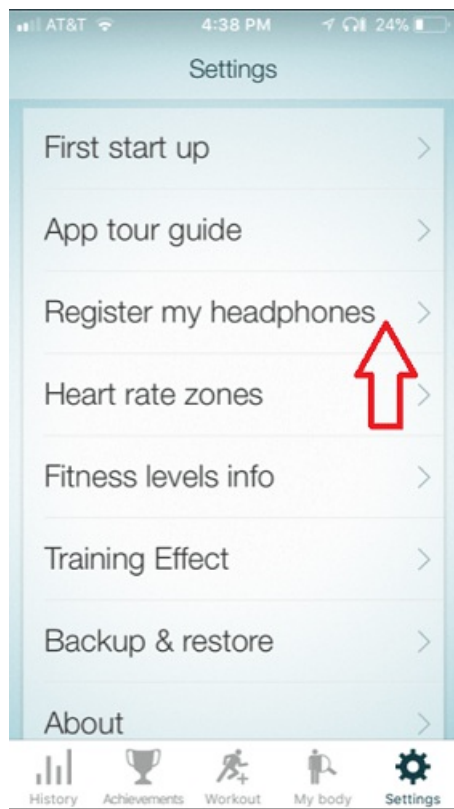 AT&T 4:38 PM 24%
Settings
First start up
App tour guide
Register my headphones
Heart rate zones
Fitness levels info
Training Effect
Backup & restore
About
History Achievements Workout My body Settings